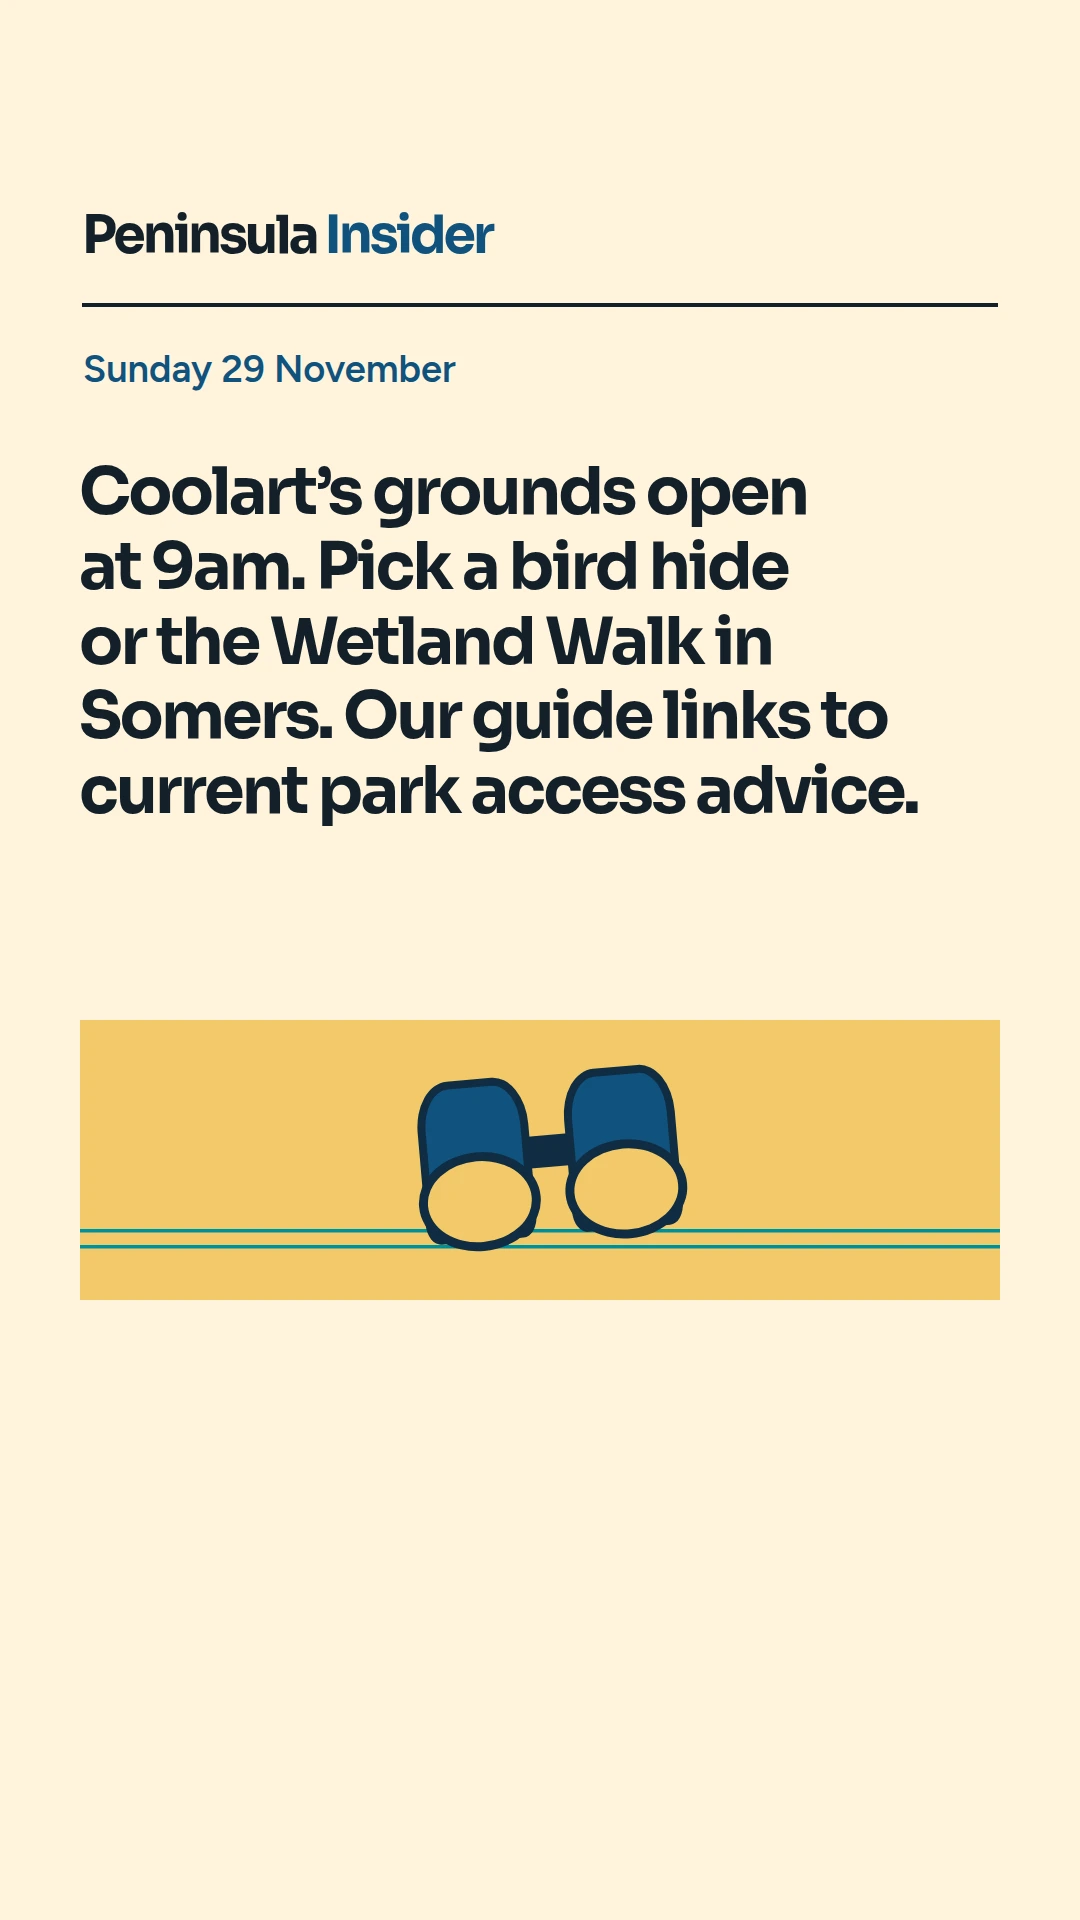 Peninsula Insider
Sunday 29 November
Coolart’s grounds open
at 9am. Pick a bird hide
or the Wetland Walk in
Somers. Our guide links to
current park access advice.